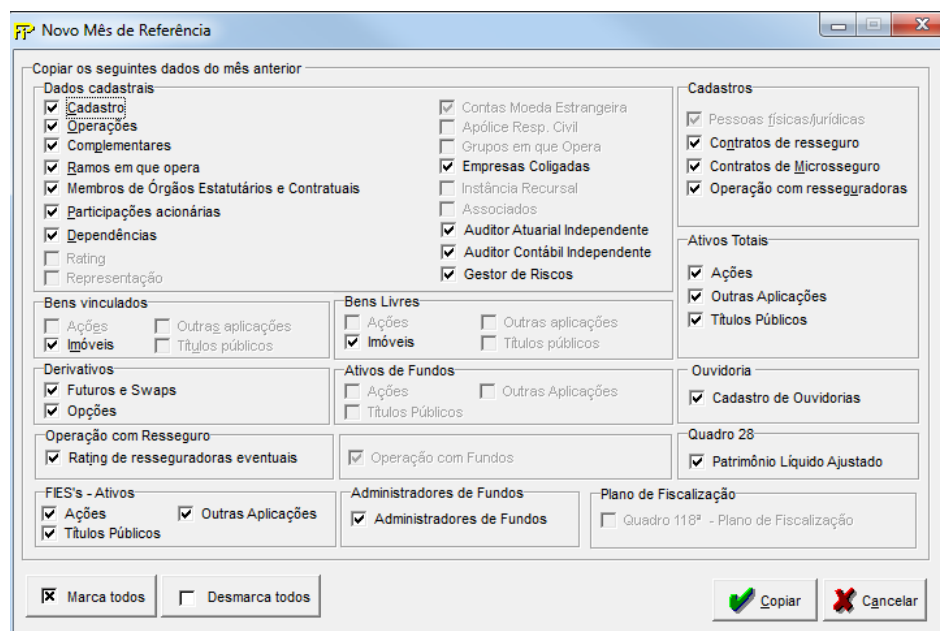 FIP Novo Mês de Referência
Copiar os seguintes dados do mês anterior
Dados cadastrais
Cadastro
Operações
Complementares
Ramos em que opera
Membros de Órgãos Estatutários e Contratuais
Participações acionárias
Dependências
Rating
Representação
Contas Moeda Estrangeira
Apólice Resp. Civil
Grupos em que Opera
Empresas Coligadas
Instância Recursal
Associados
Auditor Atuarial Independente
Auditor Contábil Independente
Gestor de Riscos
Cadastros
Pessoas físicas/jurídicas
Contratos de resseguro
Contratos de Microsseguro
Operação com resseguradoras
Ativos Totais
Ações
Outras Aplicações
Títulos Públicos
Bens vinculados
Ações Outras aplicações
Imóveis Títulos públicos
Bens Livres
Ações Outras aplicações
Imóveis Títulos públicos
Derivativos
Futuros e Swaps
Opções
Ativos de Fundos
Ações Outras Aplicações
Títulos Públicos
Ouvidoria
Cadastro de Ouvidorias
Operação com Resseguro
Rating de resseguradoras eventuais
Operação com Fundos
Quadro 28
Patrimônio Líquido Ajustado
FIES's - Ativos
Ações Outras Aplicações
Títulos Públicos
Administradores de Fundos
Administradores de Fundos
Plano de Fiscalização
Quadro 118ª - Plano de Fiscalização
Marca todos Desmarca todos Copiar Cancelar